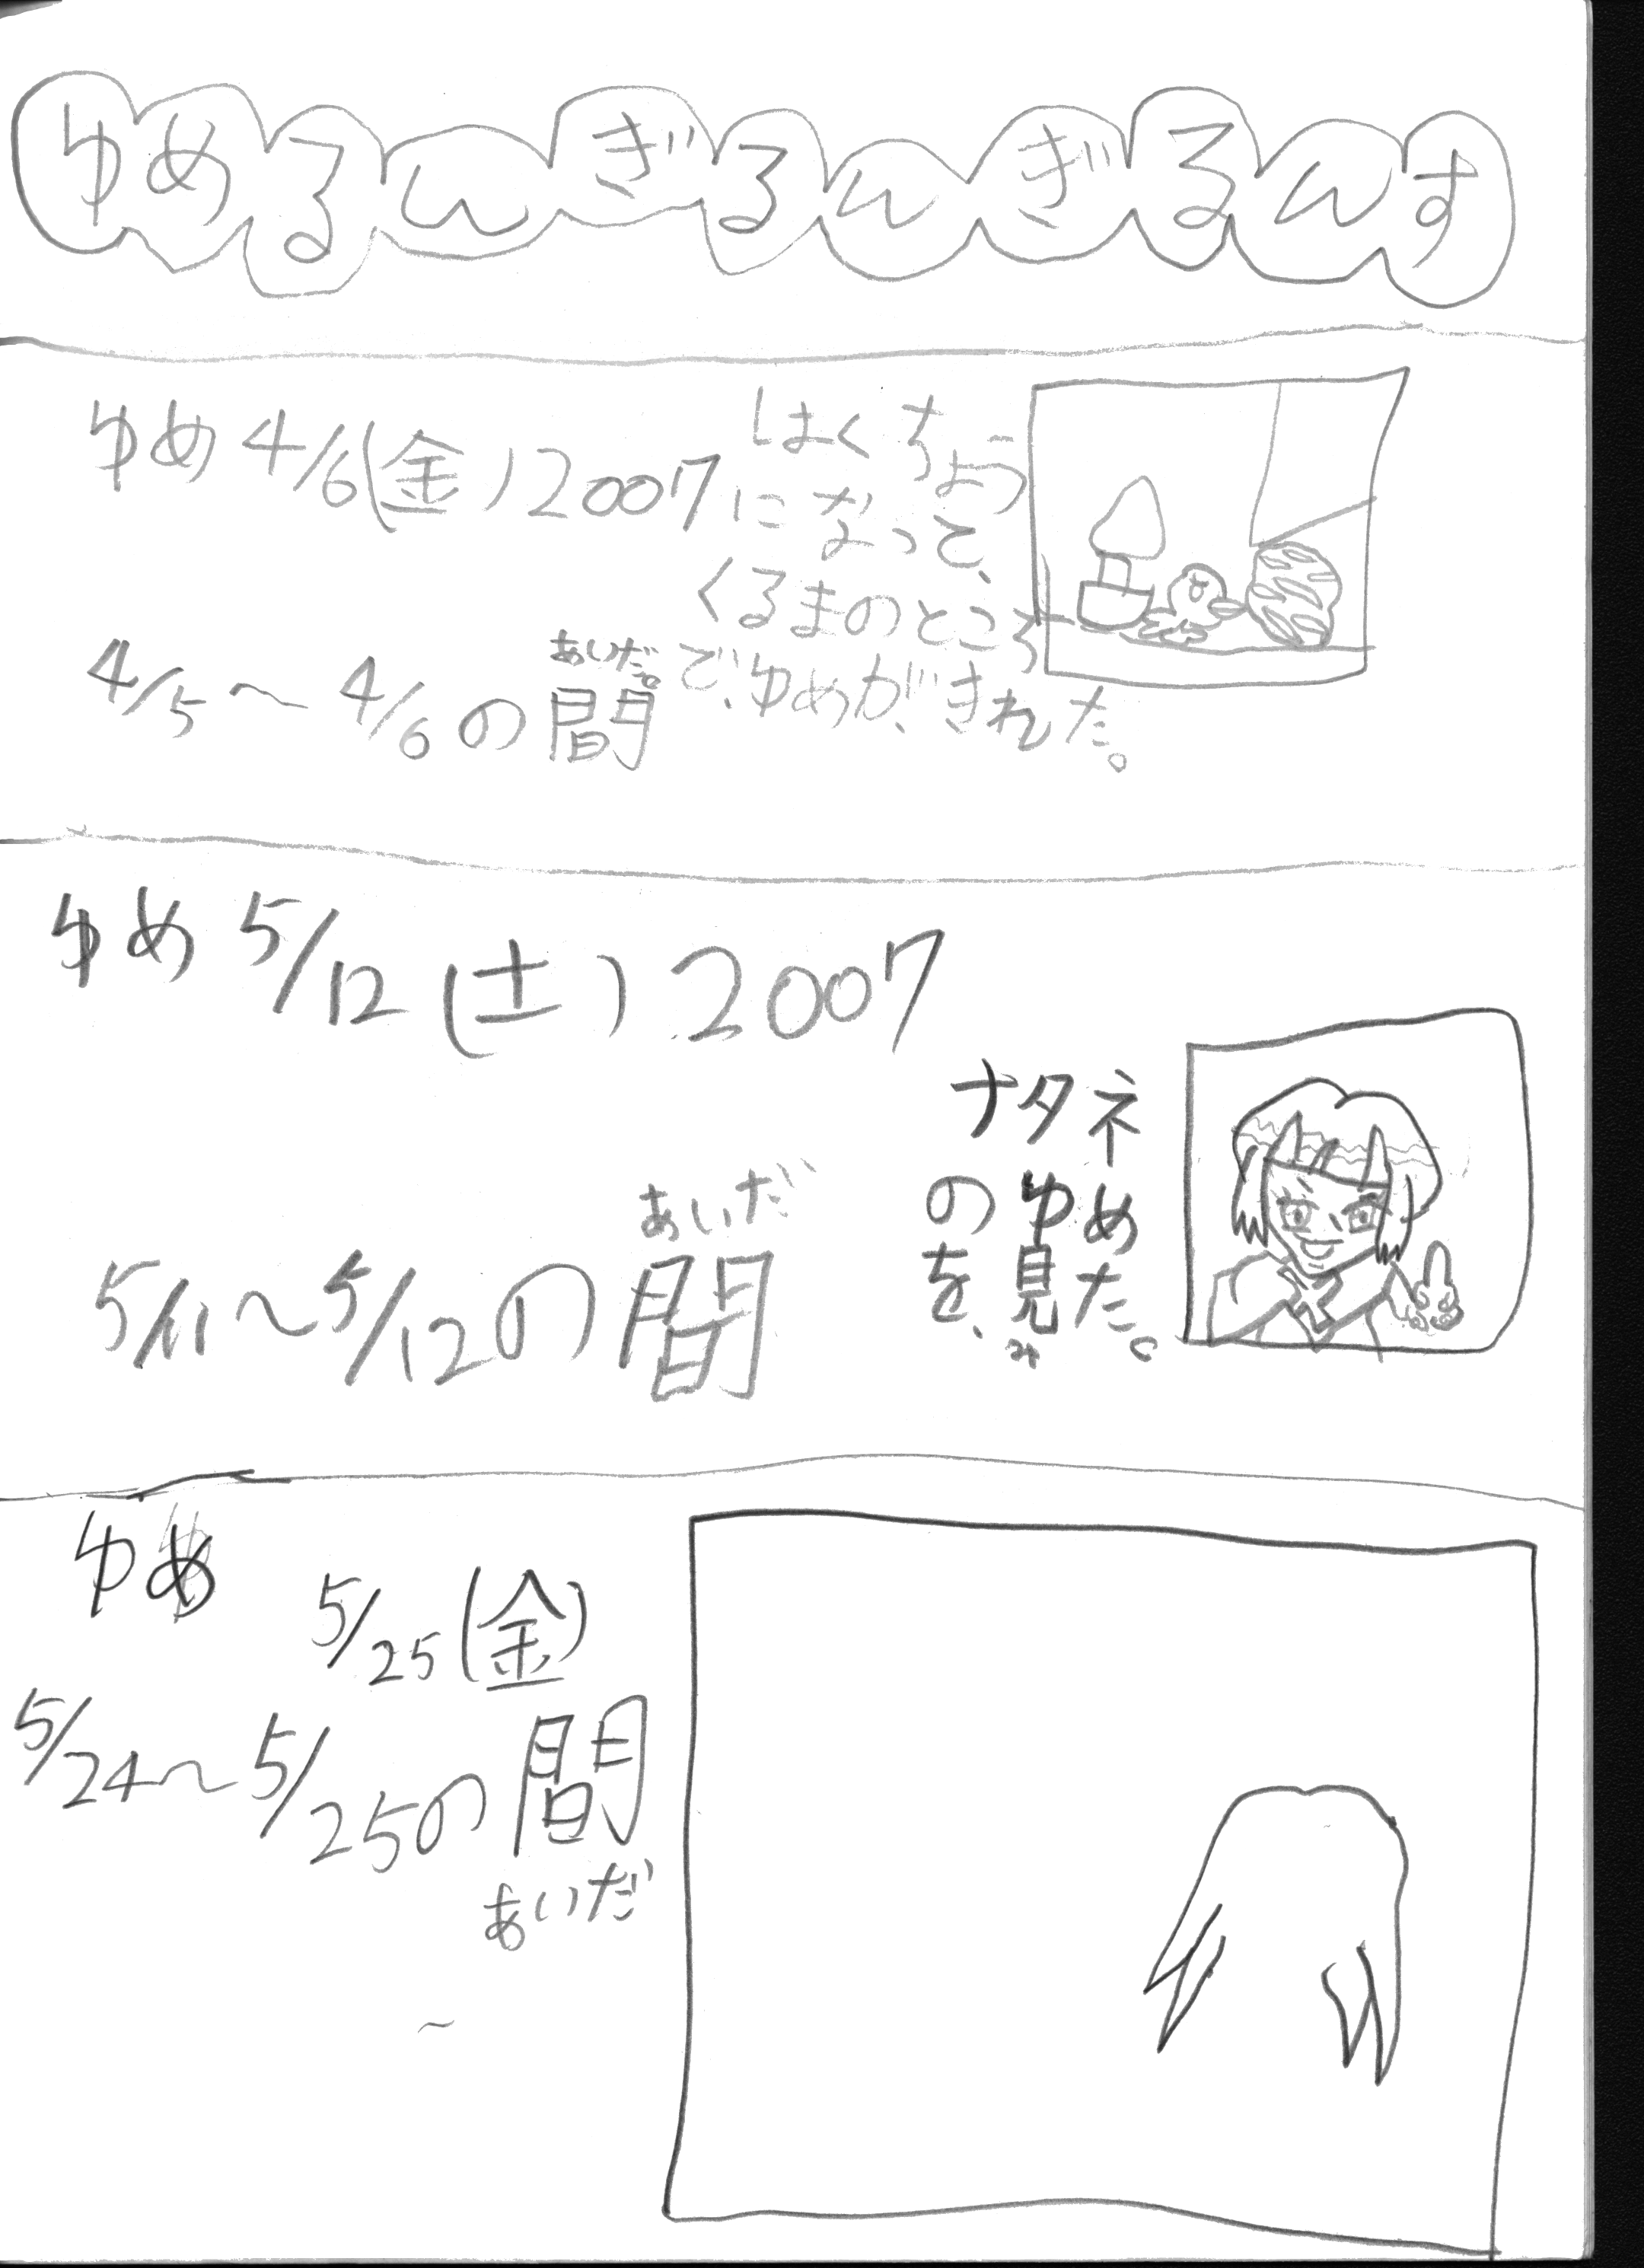 ゆめるんぎるんぎるんす
ゆめ 4/6(金)2007
はくちょう
になって、
くるまのところ
で、ゆめが、きれた。
4/5〜4/6の間
あいだ。
ゆめ 5/12(土)2007
ナタネ
のゆめ
を、見た。
み
5/11〜5/12の間
あいだ
ゆめ
5/25(金)
5/24〜5/25の間
あいだ
〜